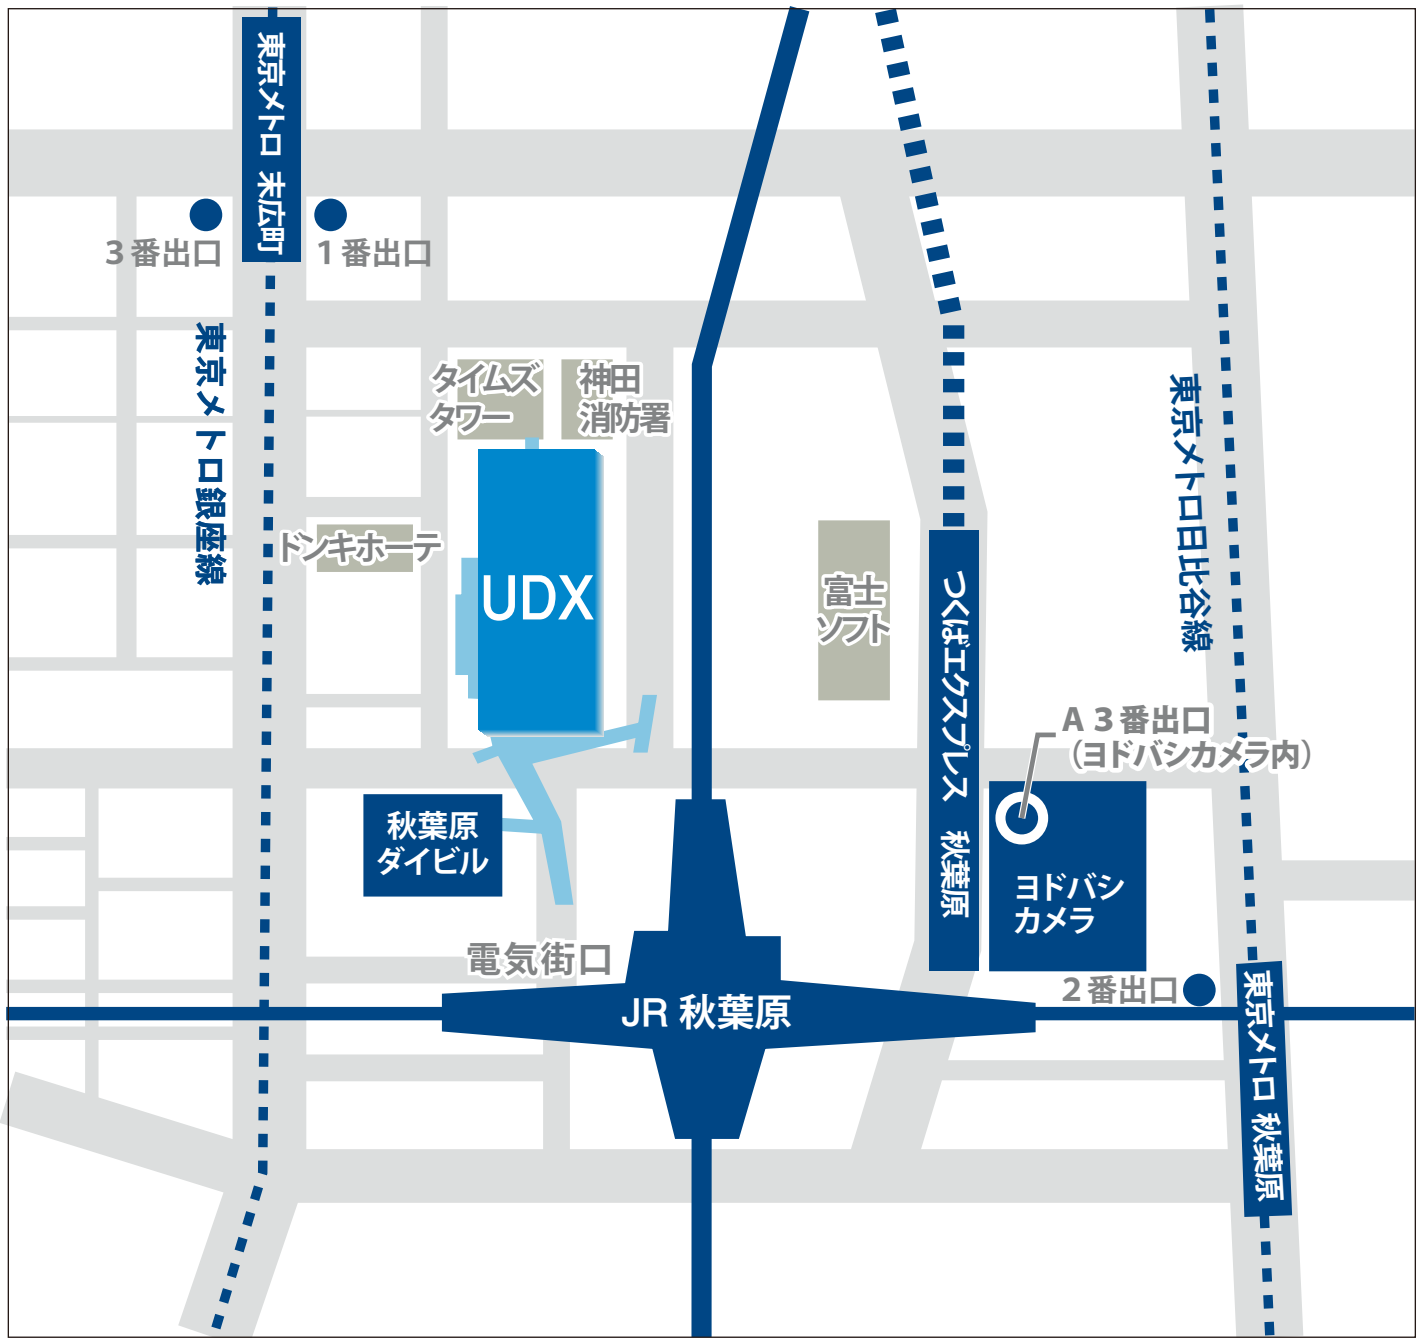 東京メトロ 末広町
3番出口
1番出口
東京メトロ銀座線
タイムズ
タワー
神田
消防署
東京メトロ日比谷線
ドンキホーテ
UDX
富士
ソフト
つくばエクスプレス 秋葉原
A 3番出口
（ヨドバシカメラ内）
秋葉原
ダイビル
ヨドバシ
カメラ
電気街口
JR 秋葉原
2番出口
東京メトロ 秋葉原